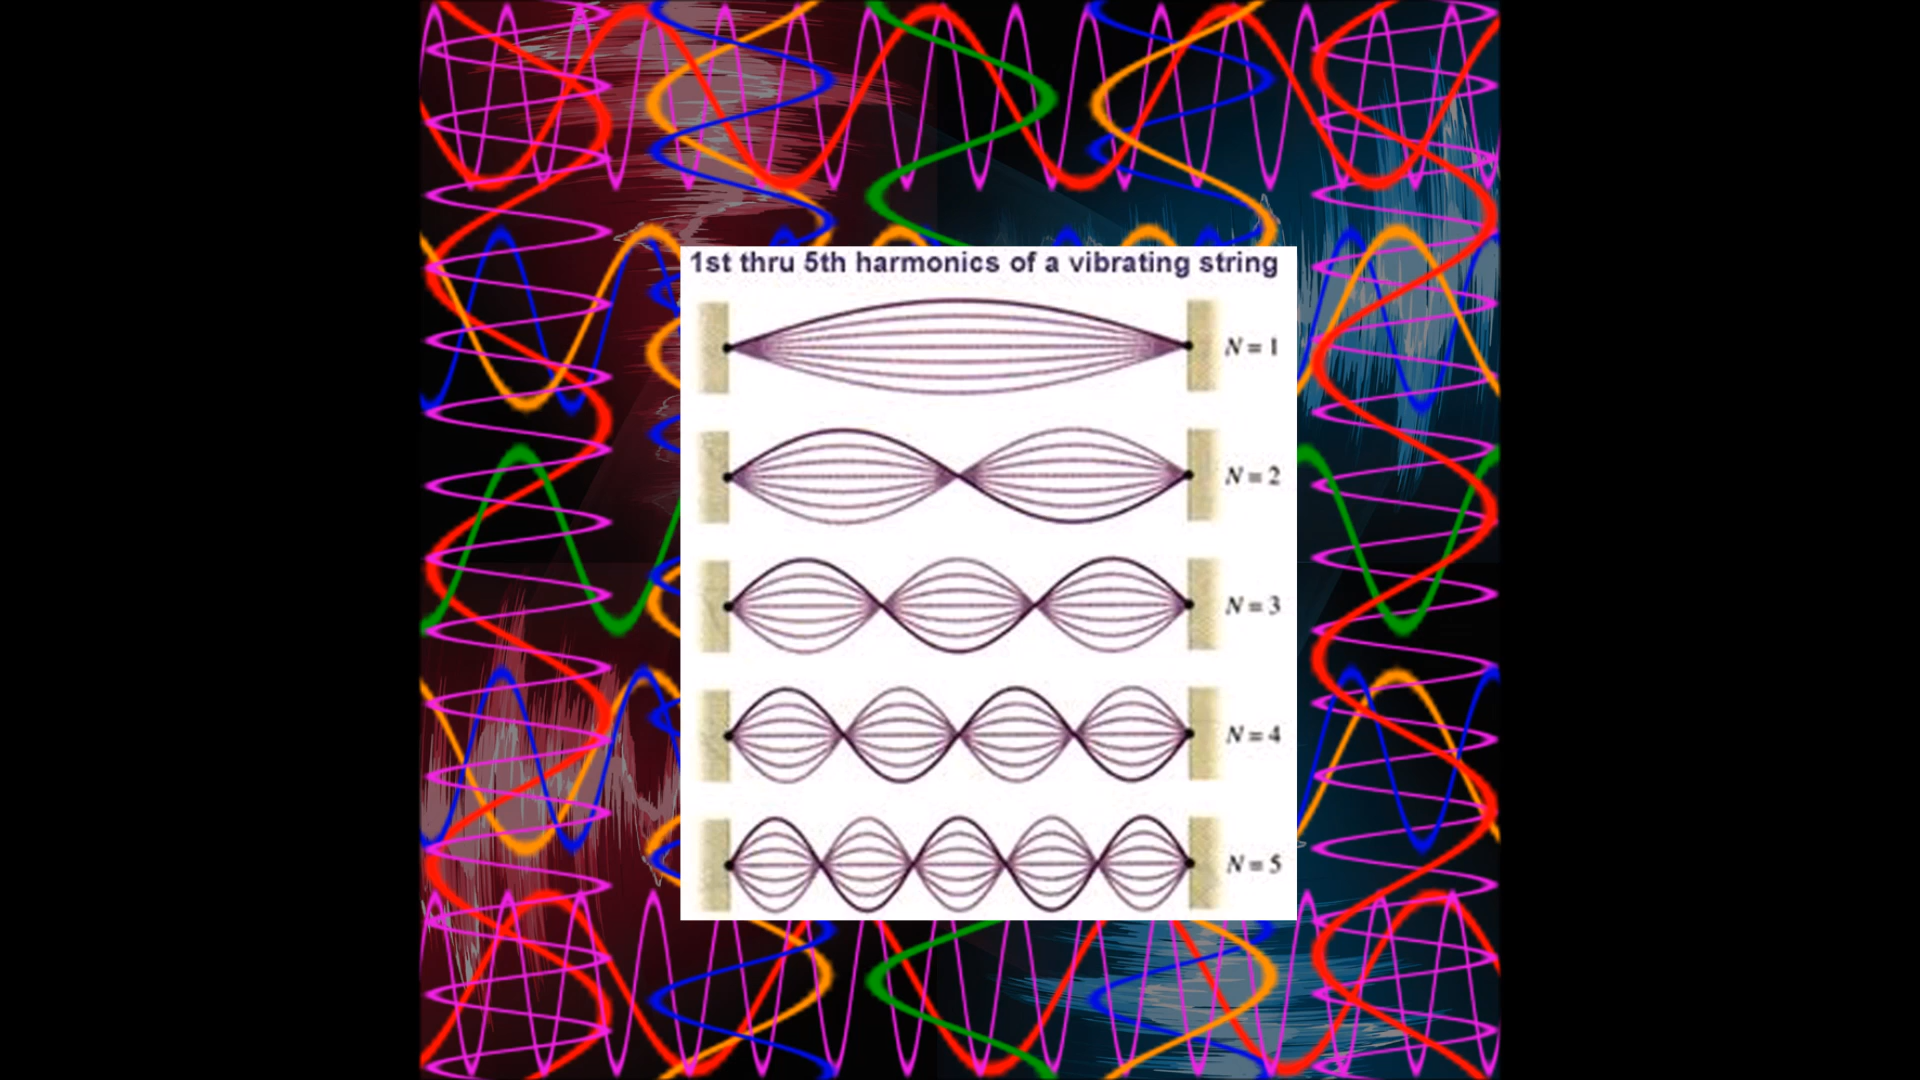 1st thru 5th harmonics of a vibrating string
N = 1
N = 2
N = 3
N = 4
N = 5